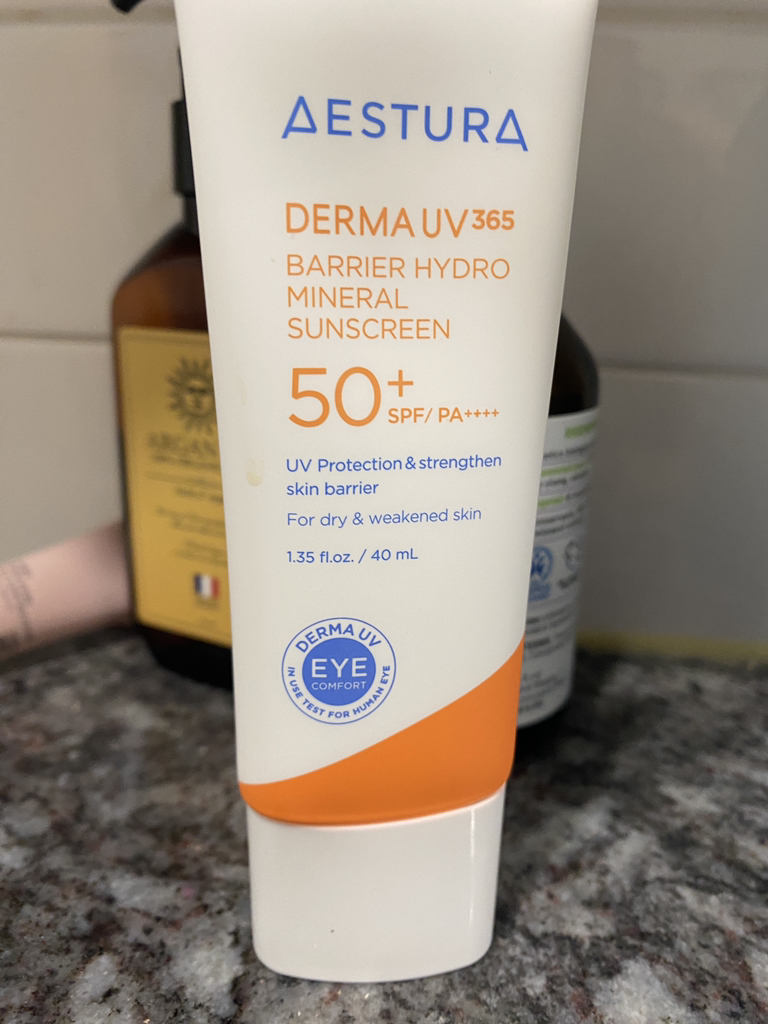 AESTURA
DERMA UV365
BARRIER HYDRO
MINERAL
SUNSCREEN
50+
SPF/ PA++++
UV Protection & strengthen
skin barrier
For dry & weakened skin
1.35 fl.oz. / 40 mL
DERMA UV
EYE
COMFORT
IN USE TEST FOR HUMAN EYE
ARGAN